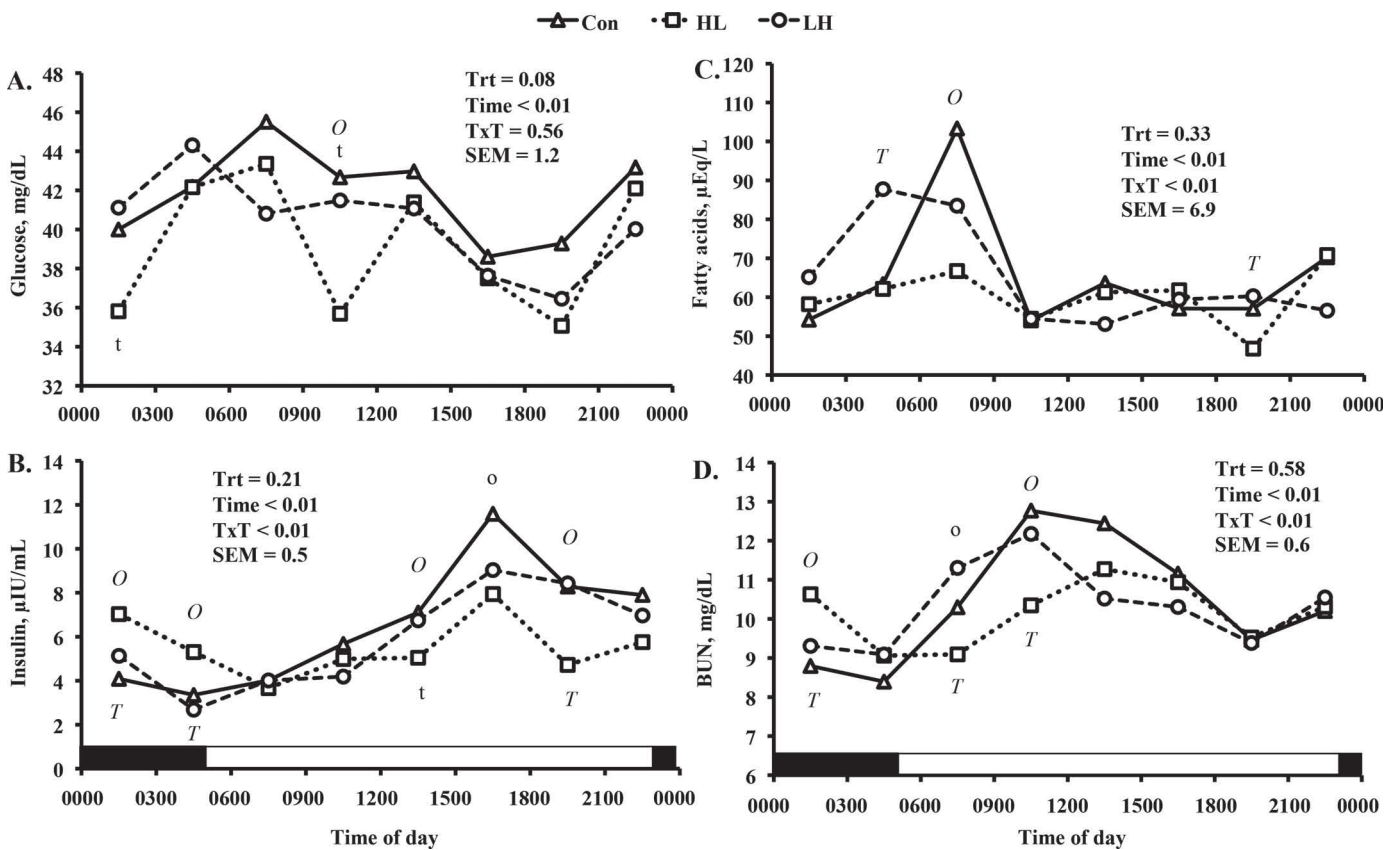 Con HL LH
A.
Glucose, mg/dL
48
46
44
42
40
38
36
34
32
Trt = 0.08
Time < 0.01
TxT = 0.56
SEM = 1.2
O
t
t
0000 0300 0600 0900 1200 1500 1800 2100 0000
C.
Fatty acids, µEq/L
120
110
100
90
80
70
60
50
40
O
T
T
Trt = 0.33
Time < 0.01
TxT < 0.01
SEM = 6.9
0000 0300 0600 0900 1200 1500 1800 2100 0000
B.
Insulin, µIU/mL
14
12
10
8
6
4
2
0
Trt = 0.21
Time < 0.01
TxT < 0.01
SEM = 0.5
o
O
O
O
O
T
T
t
T
0000 0300 0600 0900 1200 1500 1800 2100 0000
Time of day
D.
BUN, mg/dL
14
13
12
11
10
9
8
7
6
6
Trt = 0.58
Time < 0.01
TxT < 0.01
SEM = 0.6
O
o
O
T
T
T
0000 0300 0600 0900 1200 1500 1800 2100 0000
Time of day